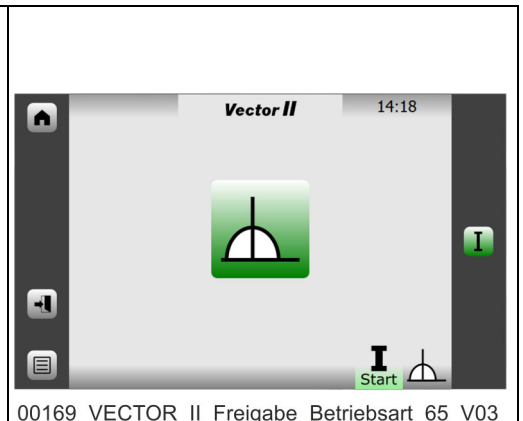 Vector II
14:18
I
I
Start
00169 VECTOR II Freigabe Betriebsart 65 V03